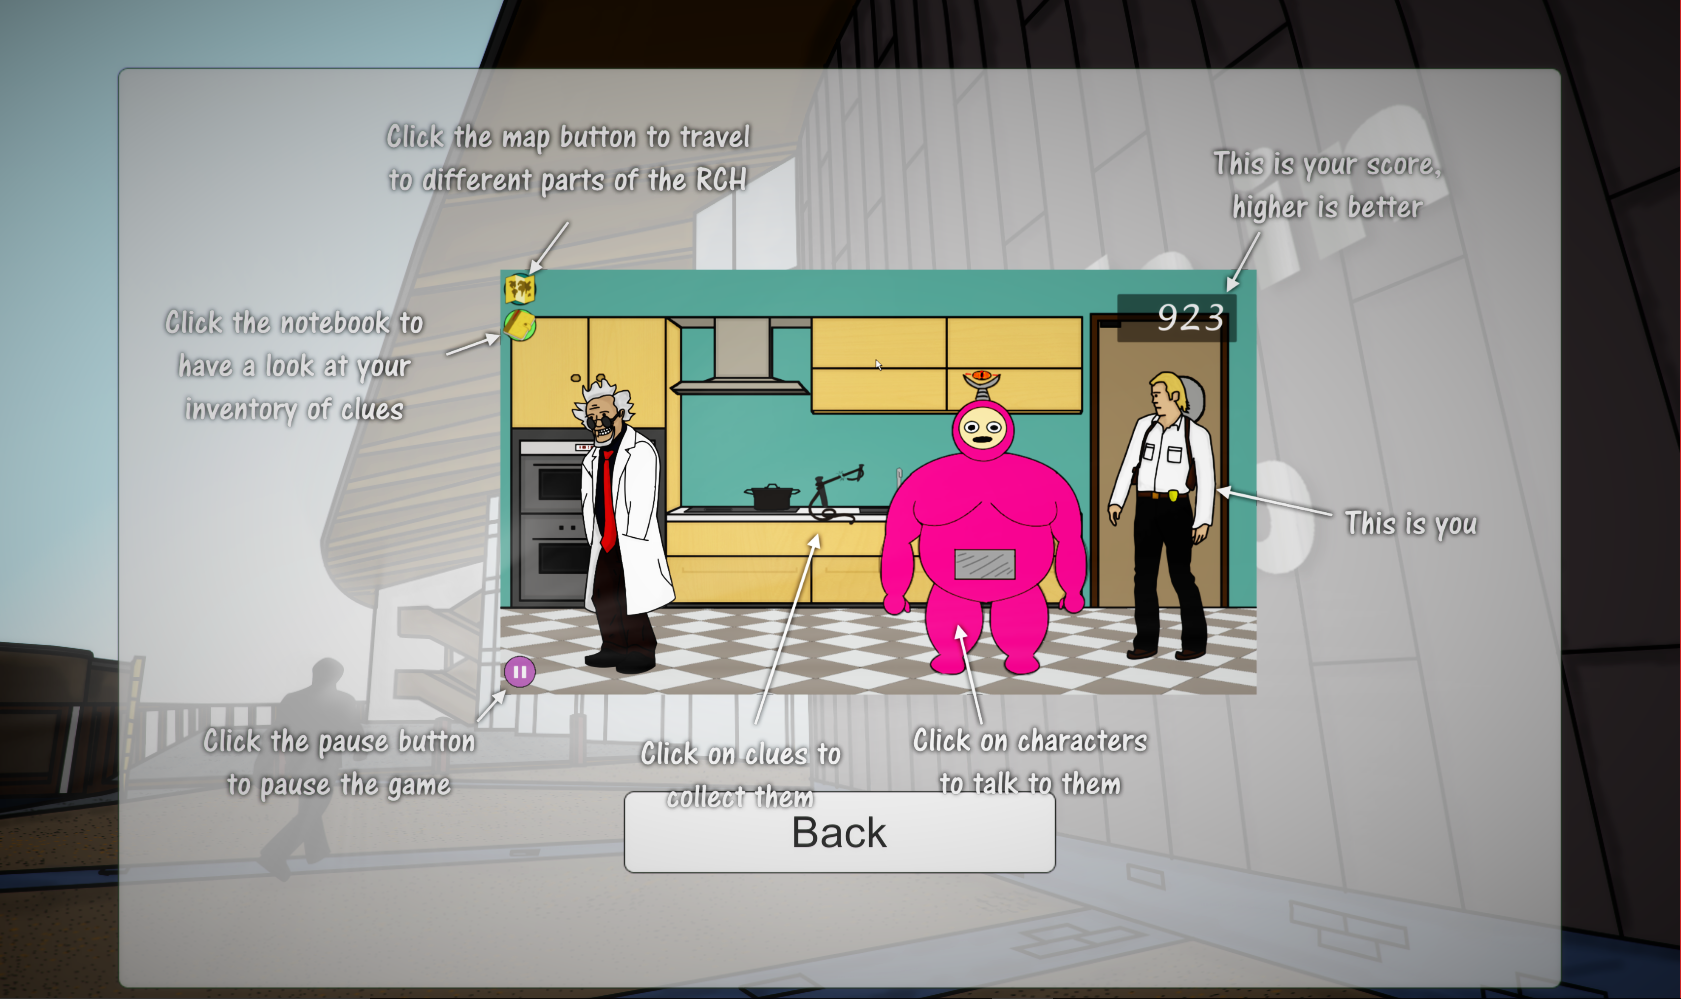 Click the map button to travel
to different parts of the RCH
This is your score,
higher is better
923
Click the notebook to
have a look at your
inventory of clues
This is you
Click the pause button
to pause the game
Click on clues to
collect them
Click on characters
to talk to them
Back